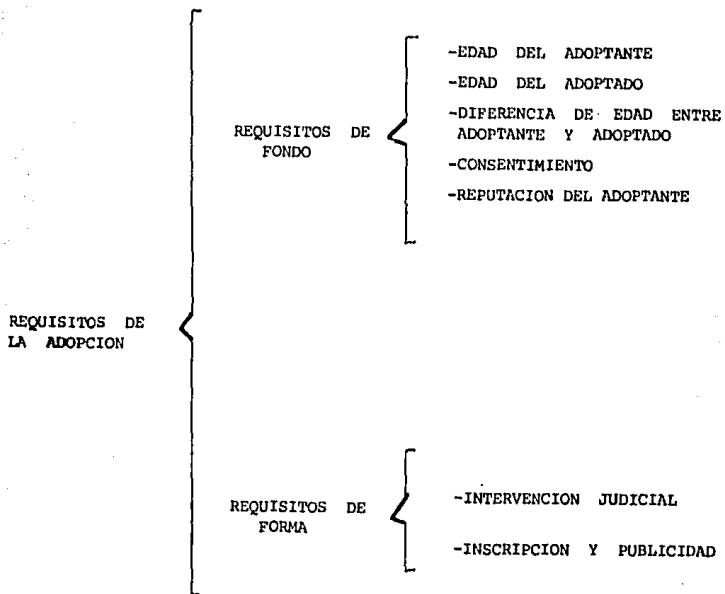 REQUISITOS DE
LA ADOPCION
REQUISITOS DE
FONDO
-EDAD DEL ADOPTANTE
-EDAD DEL ADOPTADO
-DIFERENCIA DE EDAD ENTRE
ADOPTANTE Y ADOPTADO
-CONSENTIMIENTO
-REPUTACION DEL ADOPTANTE
REQUISITOS DE
FORMA
-INTERVENCION JUDICIAL
-INSCRIPCION Y PUBLICIDAD